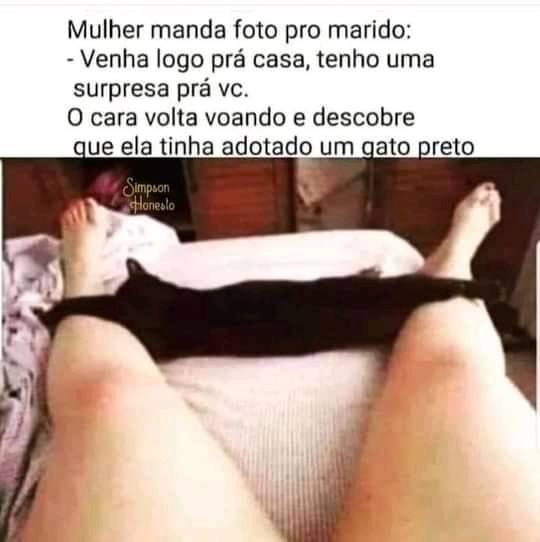 Mulher manda foto pro marido:
- Venha logo prá casa, tenho uma
surpresa prá vc.
O cara volta voando e descobre
que ela tinha adotado um gato preto
Simpson
Honesto